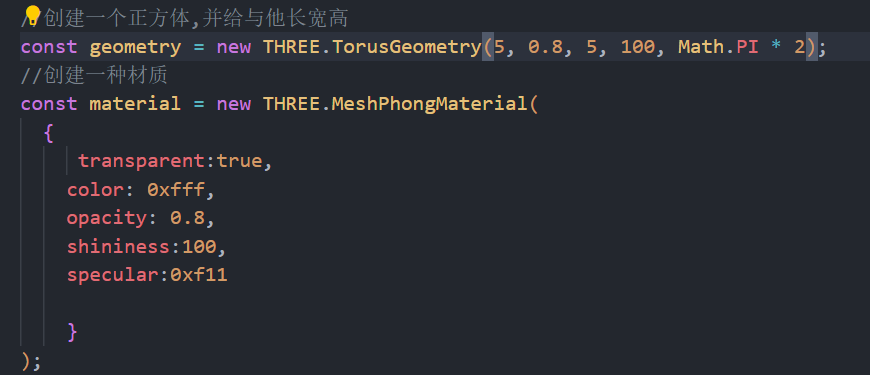 //创建一个正方体,并给与他长宽高
const geometry = new THREE.TorusGeometry(5, 0.8, 5, 100, Math.PI * 2);
//创建一种材质
const material = new THREE.MeshPhongMaterial(
{
transparent:true,
color: 0xfff,
opacity: 0.8,
shininess:100,
specular:0xf11
}
);